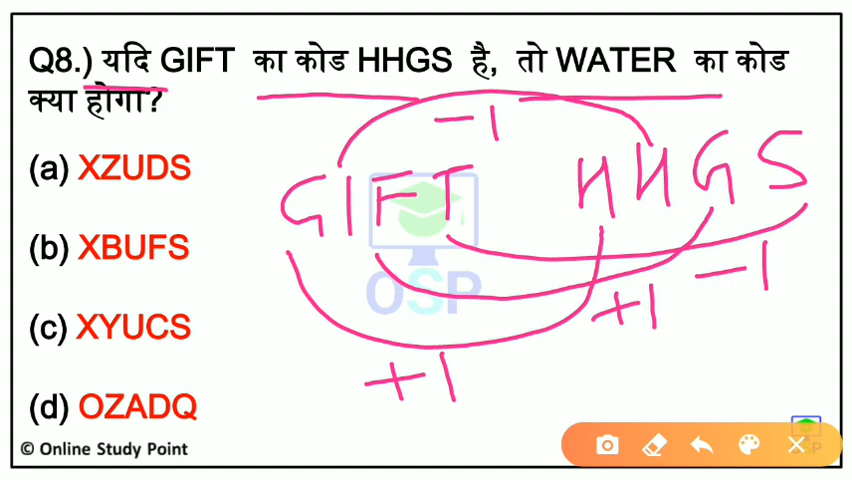 Q8.) यदि GIFT का कोड HHGS है, तो WATER का कोड
क्या होगा?
(a) XZUDS
(b) XBUFS
(c) XYUCS
(d) OZADQ
-1
GIFT HHGS
OSP
-1
+1
+1
© Online Study Point